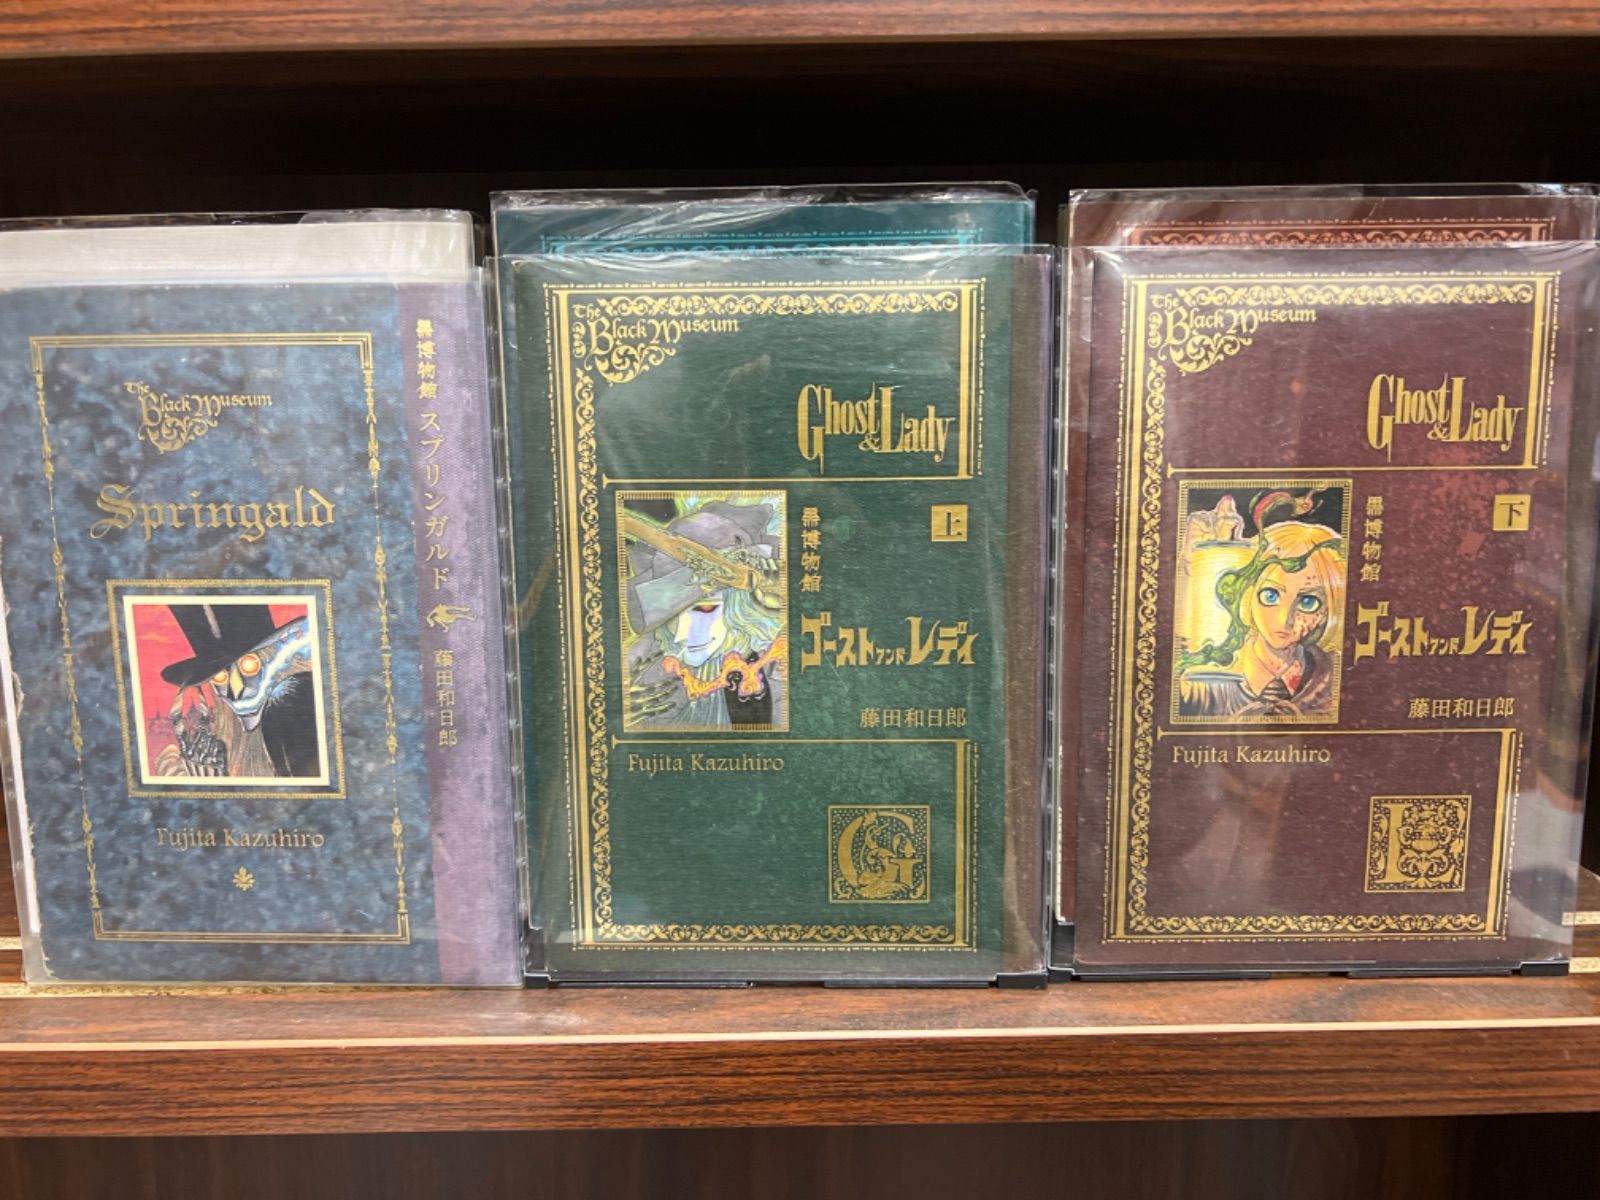 The
Black Museum
Springald
Fujita Kazuhiro
黒博物館 スプリンガルド 藤田和日郎
The
Black Museum
Ghost
& Lady
上
黒博物館
ゴーストアンドレディ
藤田和日郎
Fujita Kazuhiro
G
The
Black Museum
Ghost
& Lady
下
黒博物館
ゴーストアンドレディ
藤田和日郎
Fujita Kazuhiro
L